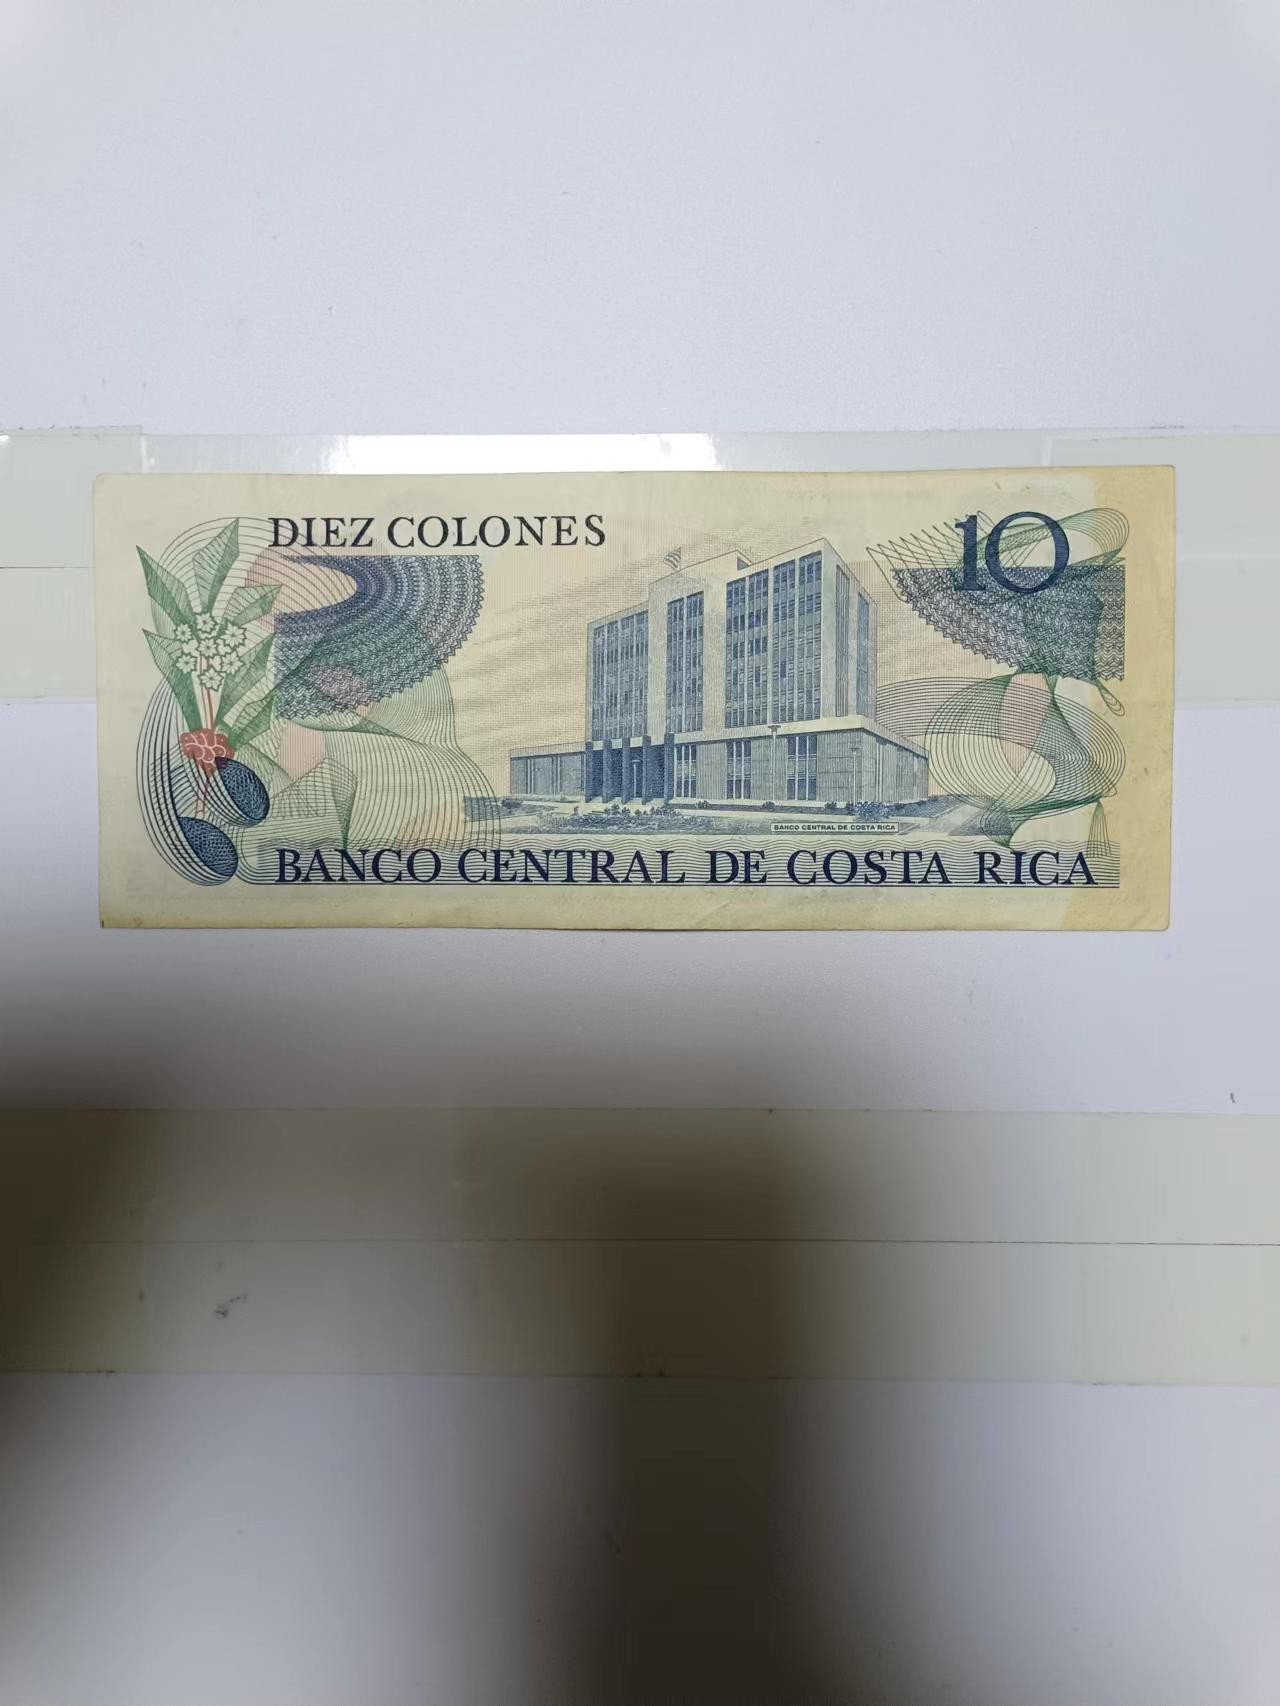 DIEZ COLONES
10
BANCO CENTRAL DE COSTA RICA
BANCO CENTRAL DE COSTA RICA